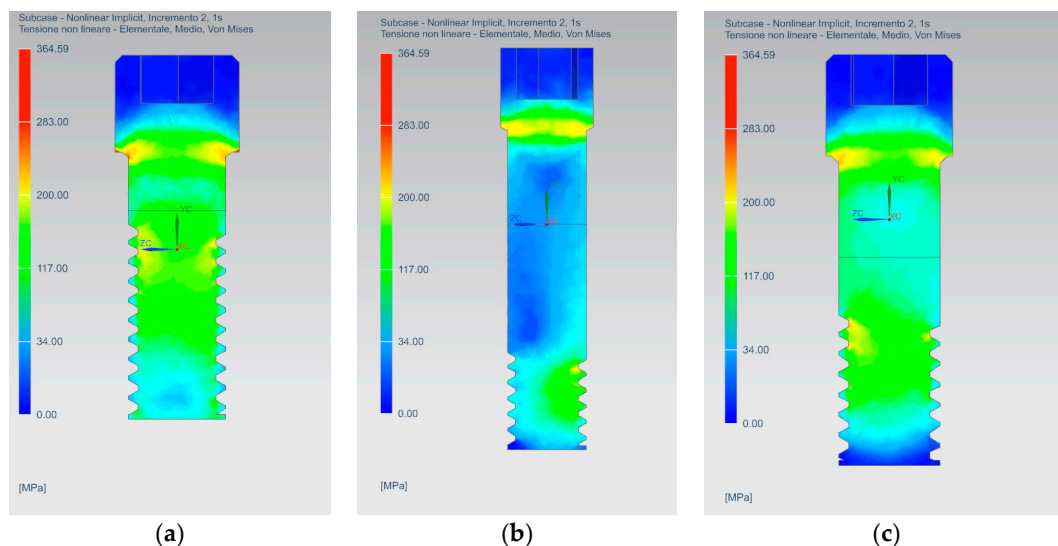 Subcase - Nonlinear Implicit, Incremento 2, 1s
Tensione non lineare - Elementale, Medio, Von Mises
364.59
283.00
200.00
117.00
34.00
0.00
[MPa]
YC
ZC
XC
(a)
Subcase - Nonlinear Implicit, Incremento 2, 1s
Tensione non lineare - Elementale, Medio, Von Mises
364.59
283.00
200.00
117.00
34.00
0.00
[MPa]
YC
ZC
XC
(b)
Subcase - Nonlinear Implicit, Incremento 2, 1s
Tensione non lineare - Elementale, Medio, Von Mises
364.59
283.00
200.00
117.00
34.00
0.00
[MPa]
YC
ZC
XC
(c)